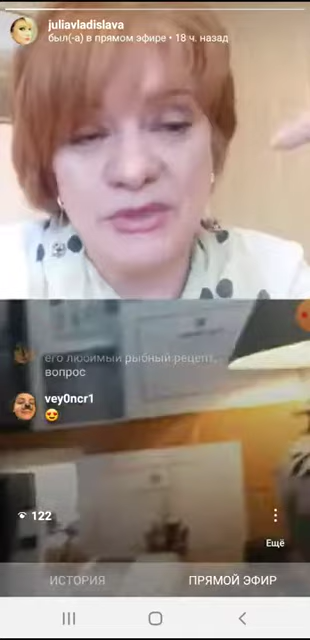 juliavladislava
был(-а) в прямом эфире • 18 ч. назад
его любимый рыбный рецепт,
вопрос
vey0ncr1
122
Ещё
ИСТОРИЯ
ПРЯМОЙ ЭФИР